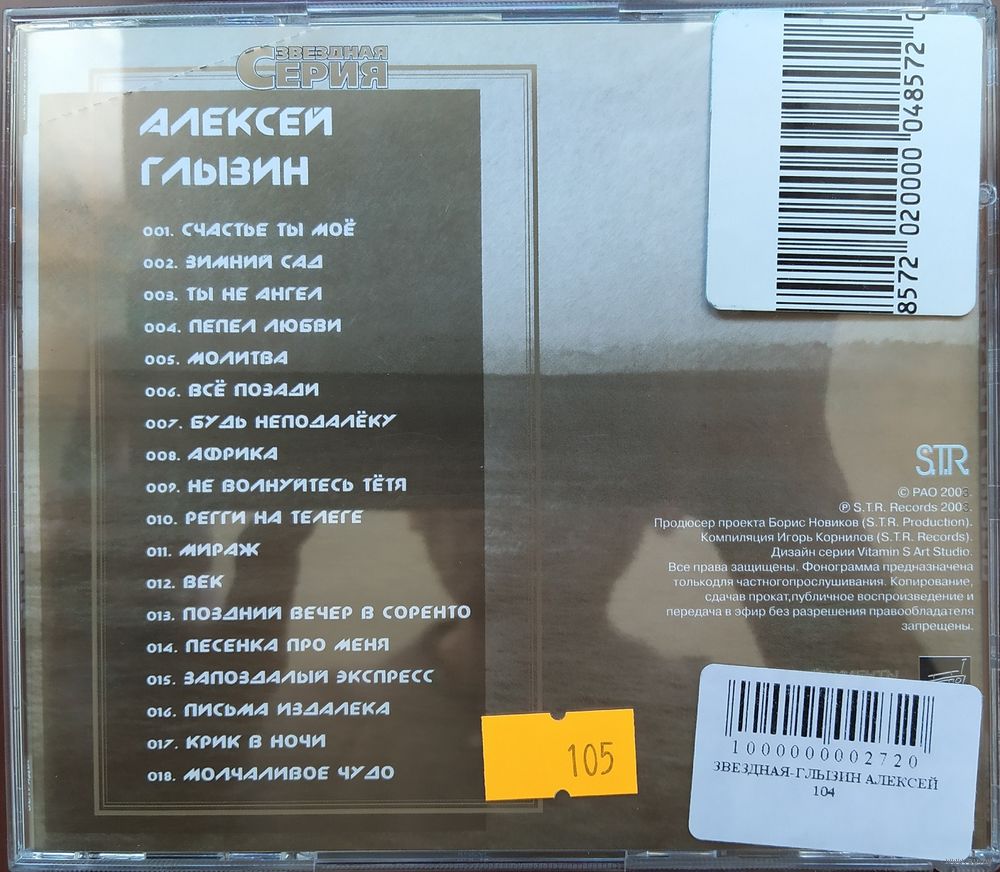 ЗВЕЗДНАЯ
СЕРИЯ
АЛЕКСЕЙ
ГЛЫЗИН
001. СЧАСТЬЕ ТЫ МОЁ
002. ЗИМНИЙ САД
003. ТЫ НЕ АНГЕЛ
004. ПЕПЕЛ ЛЮБВИ
005. МОЛИТВА
006. ВСЁ ПОЗАДИ
007. БУДЬ НЕПОДАЛЁКУ
008. АФРИКА
009. НЕ ВОЛНУЙТЕСЬ ТЁТЯ
010. РЕГГИ НА ТЕЛЕГЕ
011. МИРАЖ
012. ВЕК
013. ПОЗДНИЙ ВЕЧЕР В СОРЕНТО
014. ПЕСЕНКА ПРО МЕНЯ
015. ЗАПОЗДАЛЫЙ ЭКСПРЕСС
016. ПИСЬМА ИЗДАЛЕКА
017. КРИК В НОЧИ
018. МОЛЧАЛИВОЕ ЧУДО
8572 020000 048572 0
S.T.R.
© РАО 2003.
℗ S.T.R. Records 2003.
Продюсер проекта Борис Новиков (S.T.R. Production).
Компиляция Игорь Корнилов (S.T.R. Records).
Дизайн серии Vitamin S Art Studio.
Все права защищены. Фонограмма предназначена
толькодля частногопрослушивания. Копирование,
сдачав прокат,публичное воспроизведение и
передача в эфир без разрешения правообладателя
запрещены.
105
1000000002720
ЗВЕЗДНАЯ-ГЛЫЗИН АЛЕКСЕЙ
104